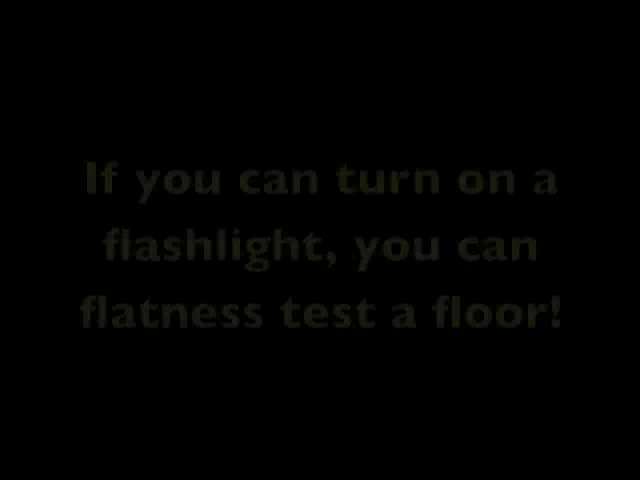 If you can turn on a
flashlight, you can
flatness test a floor!